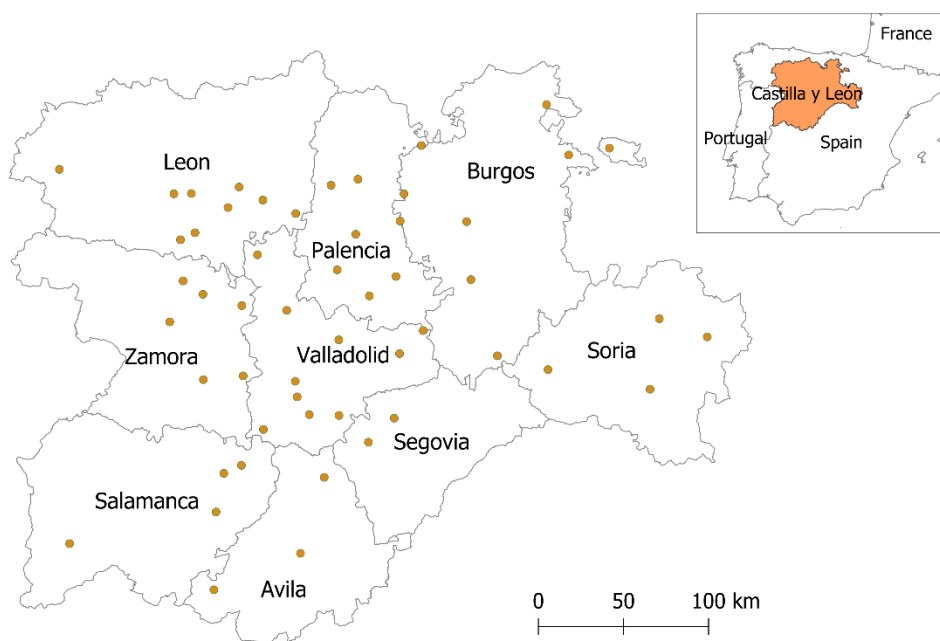 France
Castilla y León
Portugal
Spain
Leon
Burgos
Palencia
Zamora
Valladolid
Soria
Segovia
Salamanca
Avila
0 50 100 km